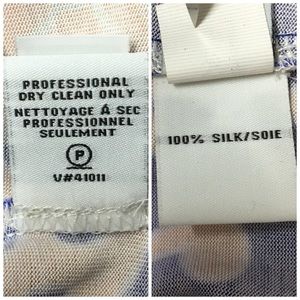 PROFESSIONAL
DRY CLEAN ONLY
NETTOYAGE Á SEC
PROFESSIONNEL
SEULEMENT
P
V#41011
100% SILK/SOIE